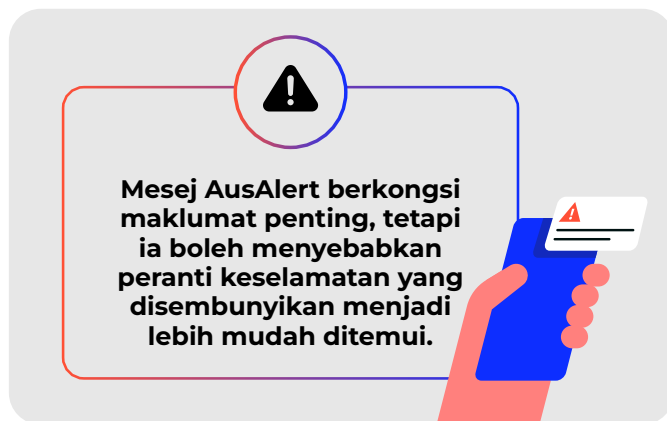 Mesej AusAlert berkongsi
maklumat penting, tetapi
ia boleh menyebabkan
peranti keselamatan yang
disembunyikan menjadi
lebih mudah ditemui.